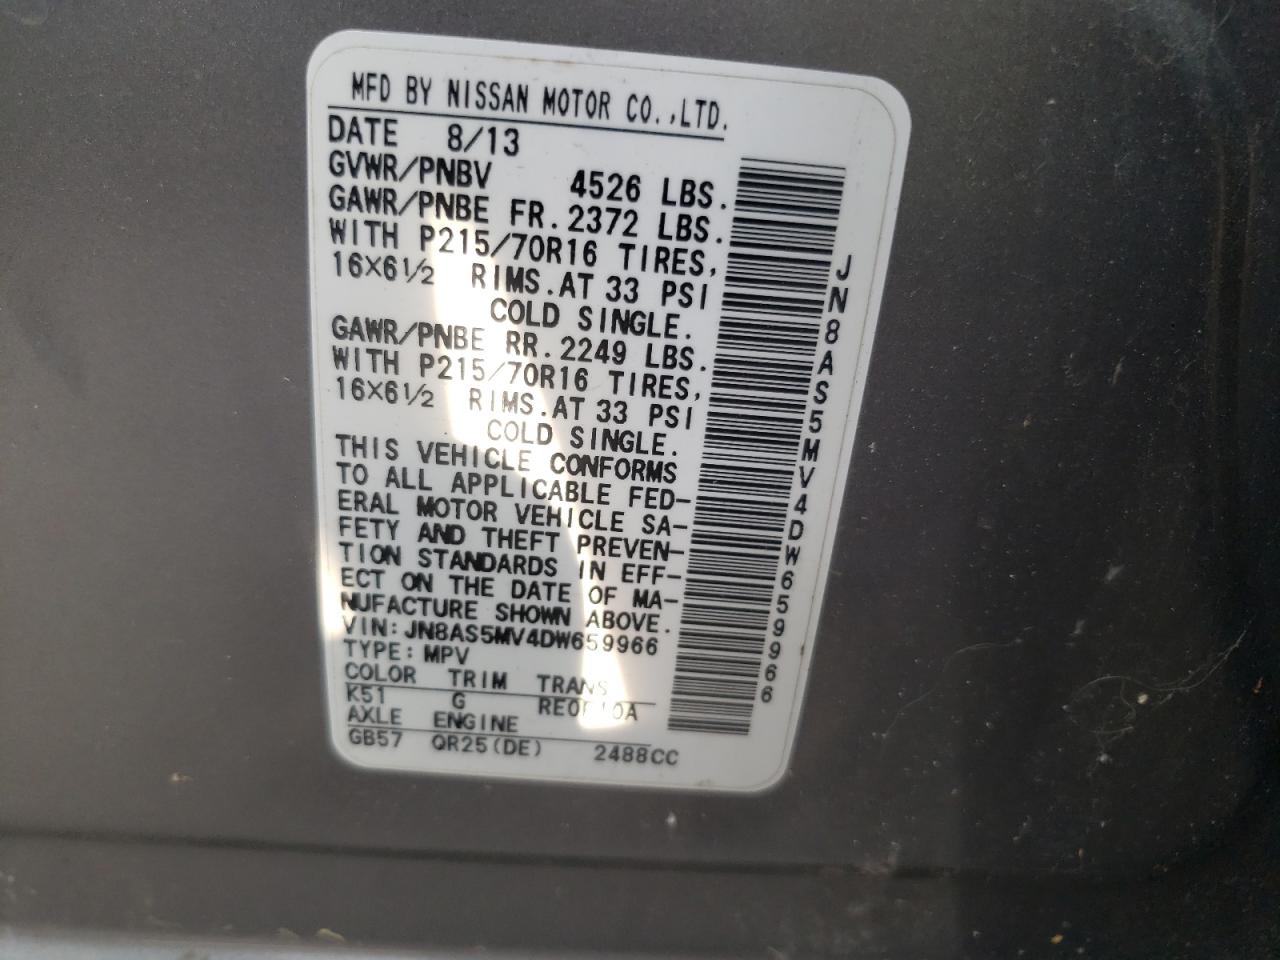 MFD BY NISSAN MOTOR CO.,LTD.
DATE 8/13
GVWR/PNBV 4526 LBS.
GAWR/PNBE FR.2372 LBS.
WITH P215/70R16 TIRES,
16X6½ RIMS.AT 33 PSI
COLD SINGLE.
GAWR/PNBE RR.2249 LBS.
WITH P215/70R16 TIRES,
16X6½ RIMS.AT 33 PSI
COLD SINGLE.
THIS VEHICLE CONFORMS
TO ALL APPLICABLE FED-
ERAL MOTOR VEHICLE SA-
FETY AND THEFT PREVEN-
TION STANDARDS IN EFF-
ECT ON THE DATE OF MA-
NUFACTURE SHOWN ABOVE.
VIN:JN8AS5MV4DW659966
TYPE:MPV
COLOR TRIM TRANS
K51 G RE0F10A
AXLE ENGINE
GB57 QR25(DE) 2488CC
JN8AS5MV4DW659966